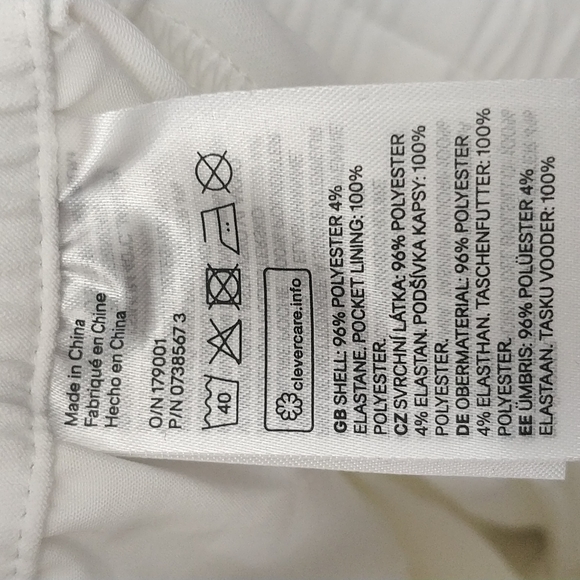 Made in China
Fabriqué en Chine
Hecho en China
O/N 179001
P/N 0738567 3
40
clevercare.info
GB SHELL: 96% POLYESTER 4%
ELASTANE. POCKET LINING: 100%
POLYESTER.
CZ SVRCHNÍ LÁTKA: 96% POLYESTER
4% ELASTAN. PODŠÍVKA KAPSY: 100%
POLYESTER.
DE OBERMATERIAL: 96% POLYESTER
4% ELASTHAN. TASCHENFUTTER: 100%
POLYESTER.
EE ÜMBRIS: 96% POLÜESTER 4%
ELASTAAN. TASKU VOODER: 100%